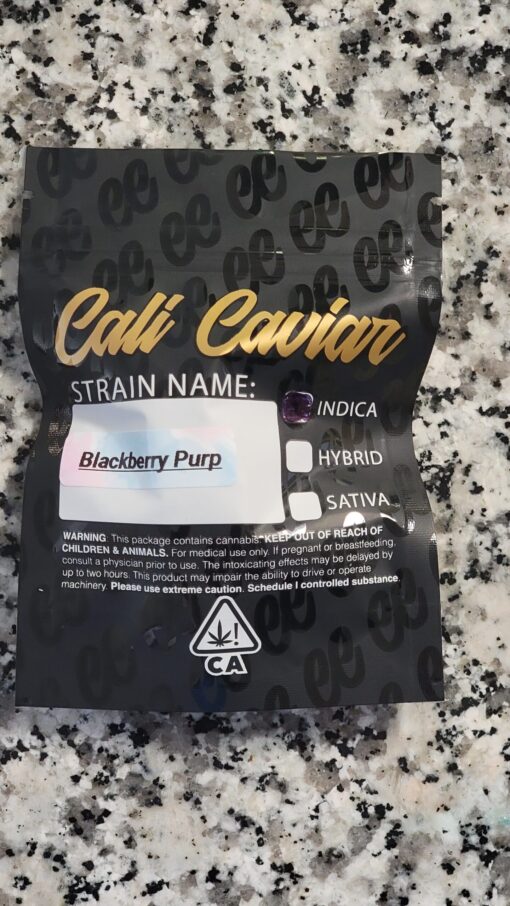 Cali Caviar
STRAIN NAME:
Blackberry Purp
INDICA
HYBRID
SATIVA
WARNING: This package contains cannabis. KEEP OUT OF REACH OF
CHILDREN & ANIMALS. For medical use only. If pregnant or breastfeeding,
consult a physician prior to use. The intoxicating effects may be delayed by
up to two hours. This product may impair the ability to drive or operate
machinery. Please use extreme caution. Schedule I controlled substance.
!
CA